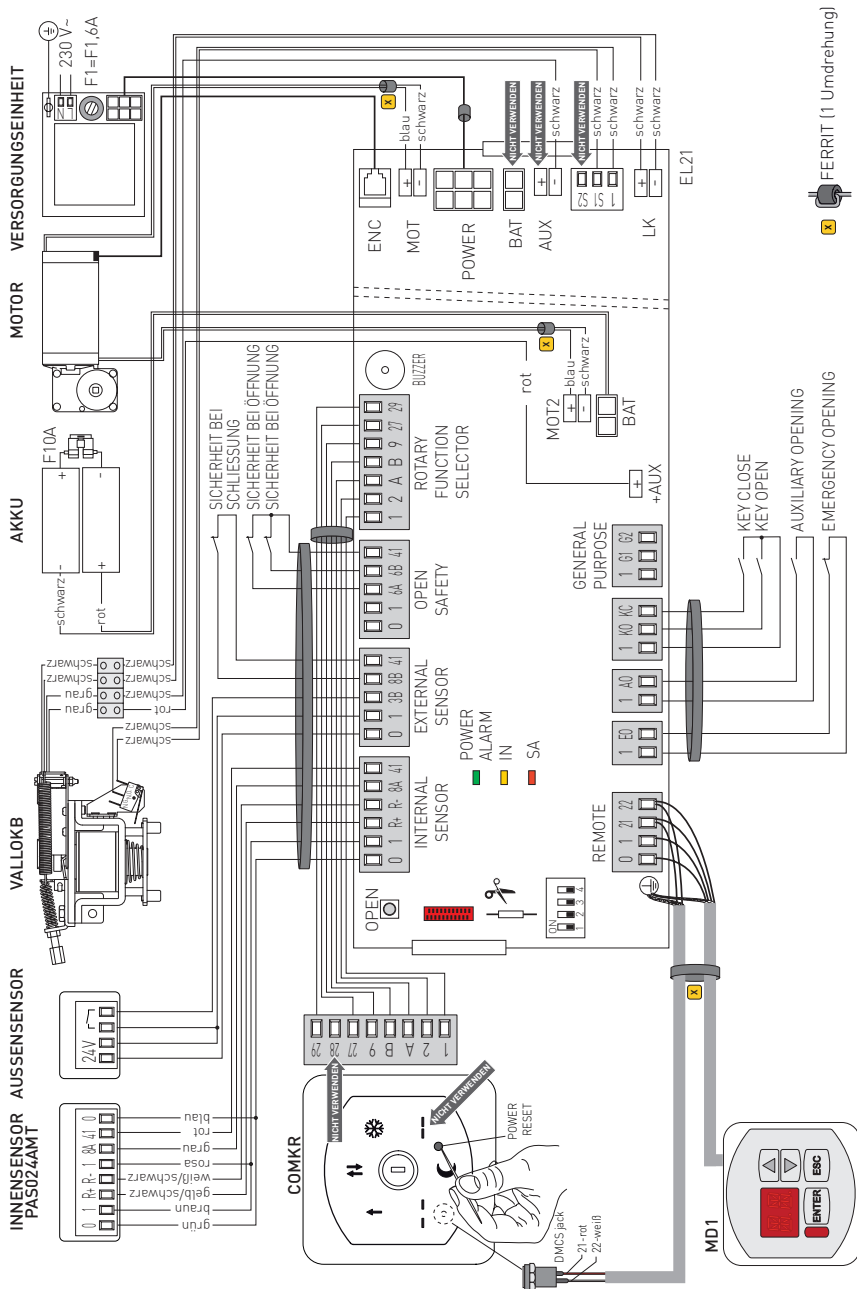 INNENSENSOR
PAS024AMT
AUSSENSENSOR
VALLOKB
AKKU
MOTOR
VERSORGUNGSEINHEIT
0 1 R+ R- 1 8A 41 0
grün
braun
gelb/schwarz
weiß/schwarz
rosa
grau
rot
blau
24V
schwarz
schwarz
grau
grau
schwarz
schwarz
schwarz
rot
schwarz
schwarz
schwarz
rot
- +
+ -
F10A
L N
230 V~
F1=F1,6A
SICHERHEIT BEI
SCHLIESSUNG
SICHERHEIT BEI ÖFFNUNG
SICHERHEIT BEI ÖFFNUNG
COMKR
NICHT VERWENDEN
NICHT VERWENDEN
POWER
RESET
1 2 A B 9 27 28 29
DMCS jack
21-rot
22-weiß
MD1
ENTER
ESC
OPEN
0 1 R+ R- 8A 41
INTERNAL
SENSOR
0 1 3B 8B 41
EXTERNAL
SENSOR
0 1 6A 6B 41
OPEN
SAFETY
1 2 A B 9 27 29
ROTARY
FUNCTION
SELECTOR
BUZZER
POWER
ALARM
IN
SA
ON
1 2 3 4
0 1 21 22
REMOTE
1 EO
1 AO
1 KO KC
1 G1 G2
GENERAL
PURPOSE
KEY CLOSE
KEY OPEN
AUXILIARY OPENING
EMERGENCY OPENING
rot
+
+AUX
MOT2
+ -
blau
schwarz
BAT
ENC
MOT
+ -
blau
schwarz
POWER
BAT
NICHT VERWENDEN
AUX
+ -
NICHT VERWENDEN
schwarz
1 S1 S2
NICHT VERWENDEN
schwarz
schwarz
LK
+ -
schwarz
EL21
X
X
X
X FERRIT (1 Umdrehung)